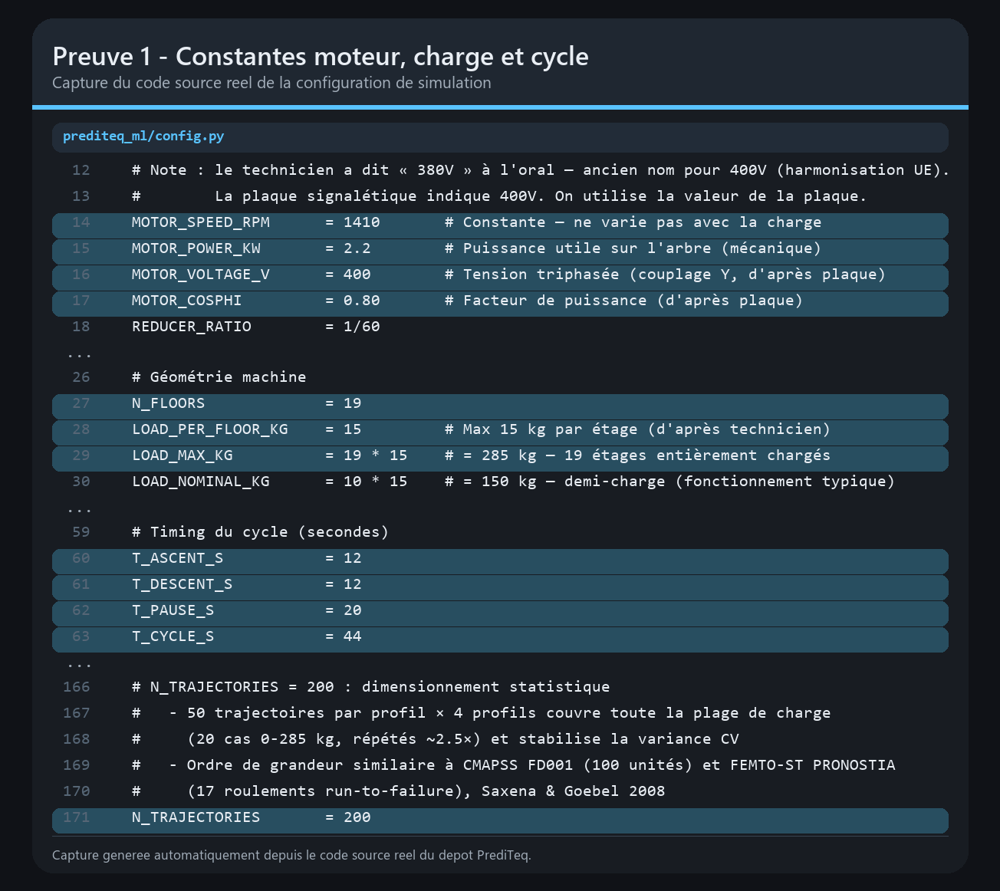 Preuve 1 - Constantes moteur, charge et cycle
Capture du code source reel de la configuration de simulation
prediteq_ml/config.py
12 # Note : le technicien a dit « 380V » à l'oral — ancien nom pour 400V (harmonisation UE).
13 # La plaque signalétique indique 400V. On utilise la valeur de la plaque.
14 MOTOR_SPEED_RPM = 1410 # Constante — ne varie pas avec la charge
15 MOTOR_POWER_KW = 2.2 # Puissance utile sur l'arbre (mécanique)
16 MOTOR_VOLTAGE_V = 400 # Tension triphasée (couplage Y, d'après plaque)
17 MOTOR_COSPHI = 0.80 # Facteur de puissance (d'après plaque)
18 REDUCER_RATIO = 1/60
...
26 # Géométrie machine
27 N_FLOORS = 19
28 LOAD_PER_FLOOR_KG = 15 # Max 15 kg par étage (d'après technicien)
29 LOAD_MAX_KG = 19 * 15 # = 285 kg — 19 étages entièrement chargés
30 LOAD_NOMINAL_KG = 10 * 15 # = 150 kg — demi-charge (fonctionnement typique)
...
59 # Timing du cycle (secondes)
60 T_ASCENT_S = 12
61 T_DESCENT_S = 12
62 T_PAUSE_S = 20
63 T_CYCLE_S = 44
...
166 # N_TRAJECTORIES = 200 : dimensionnement statistique
167 # - 50 trajectoires par profil × 4 profils couvre toute la plage de charge
168 # (20 cas 0-285 kg, répétés ~2.5×) et stabilise la variance CV
169 # - Ordre de grandeur similaire à CMAPSS FD001 (100 unités) et FEMTO-ST PRONOSTIA
170 # (17 roulements run-to-failure), Saxena & Goebel 2008
171 N_TRAJECTORIES = 200
Capture generee automatiquement depuis le code source reel du depot PrediTeq.